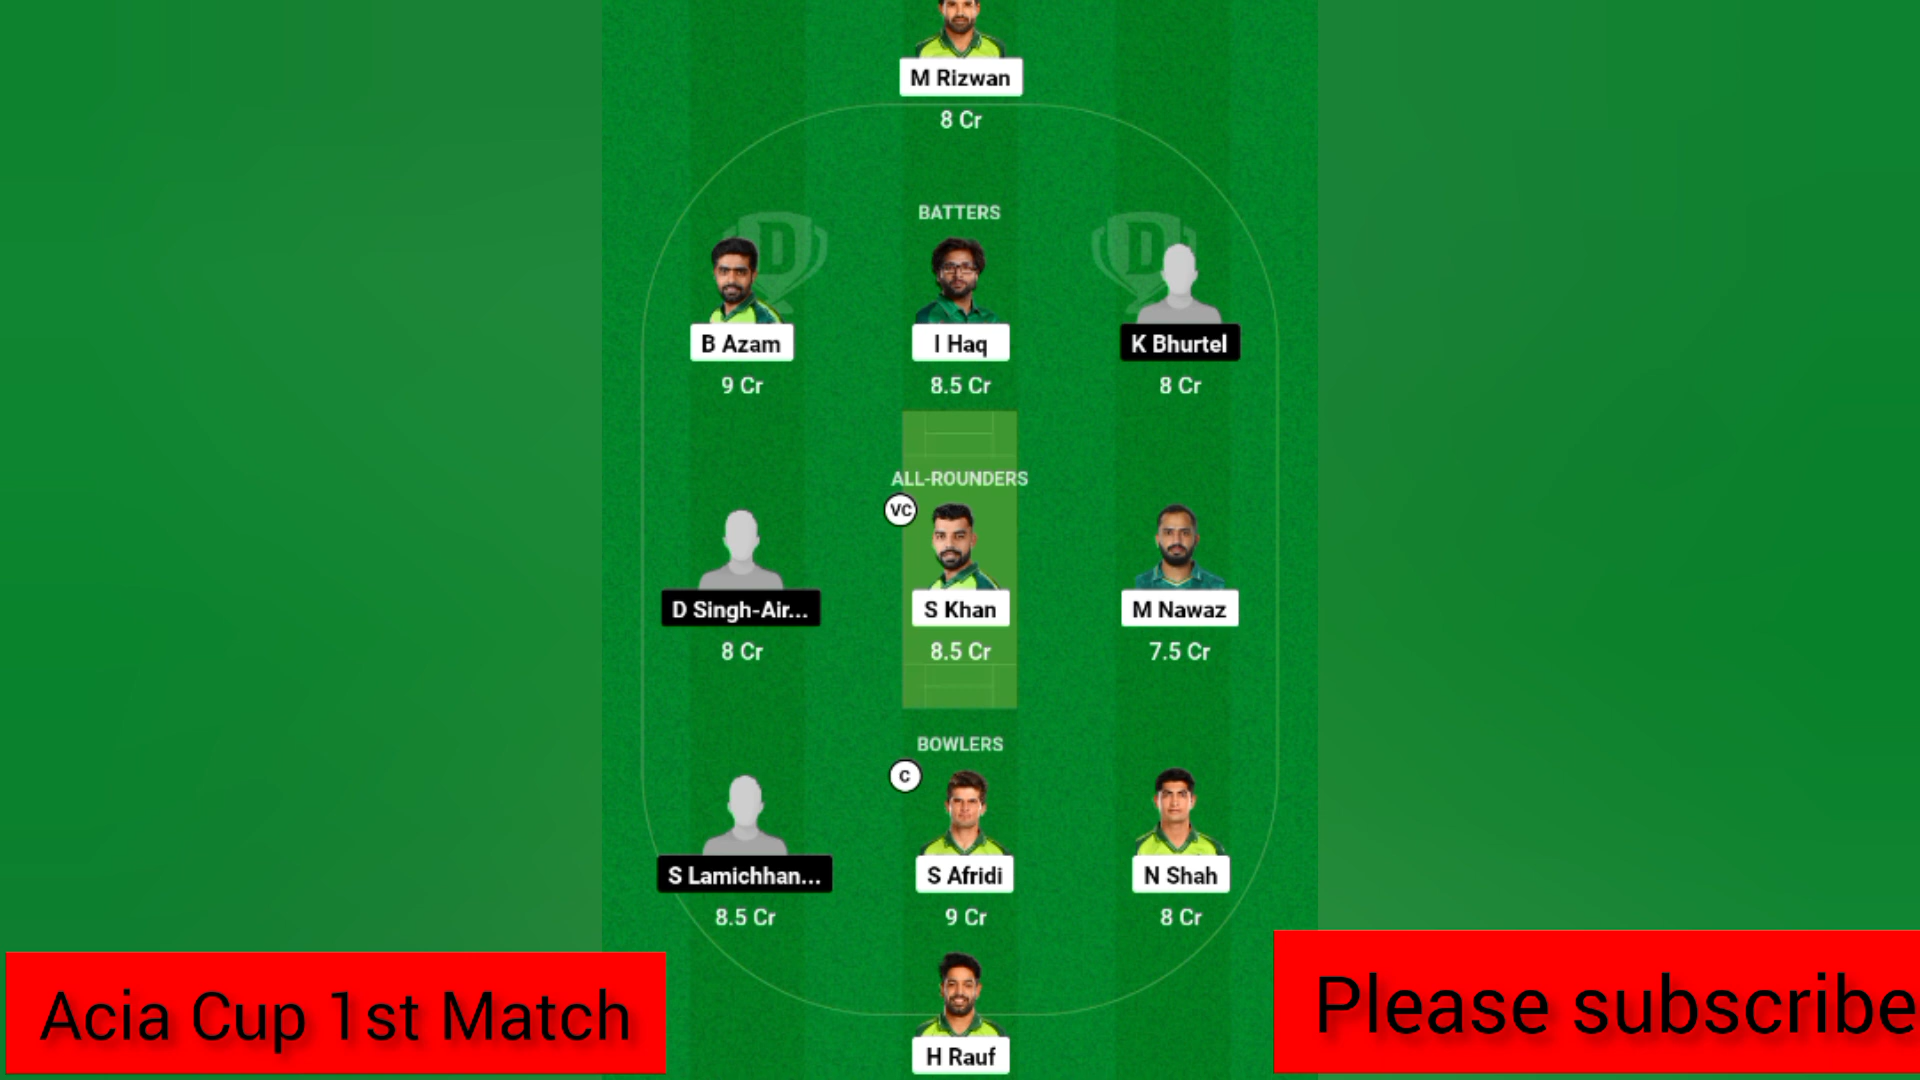 M Rizwan
8 Cr
BATTERS
D D
B Azam I Haq K Bhurtel
9 Cr 8.5 Cr 8 Cr
ALL-ROUNDERS
VC
D Singh-Air... S Khan M Nawaz
8 Cr 8.5 Cr 7.5 Cr
BOWLERS
C
S Lamichhan... S Afridi N Shah
8.5 Cr 9 Cr 8 Cr
H Rauf
Acia Cup 1st Match
Please subscribe